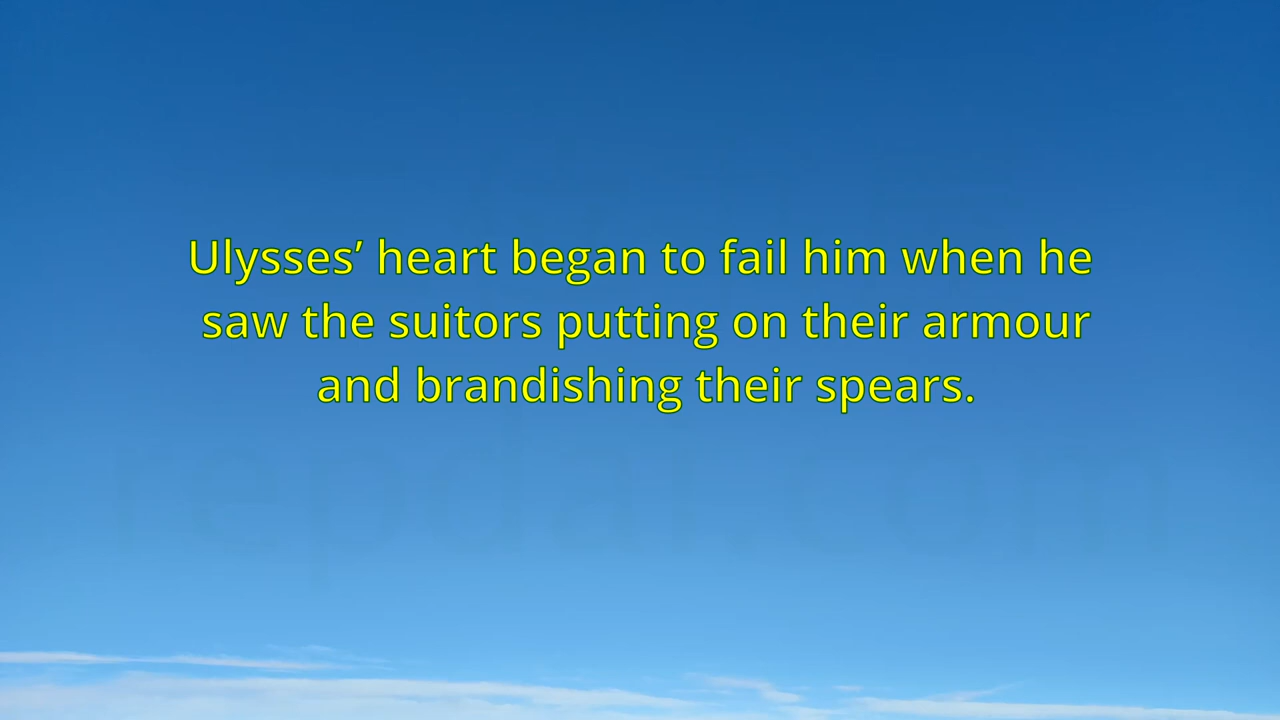 Ulysses’ heart began to fail him when he
saw the suitors putting on their armour
and brandishing their spears.